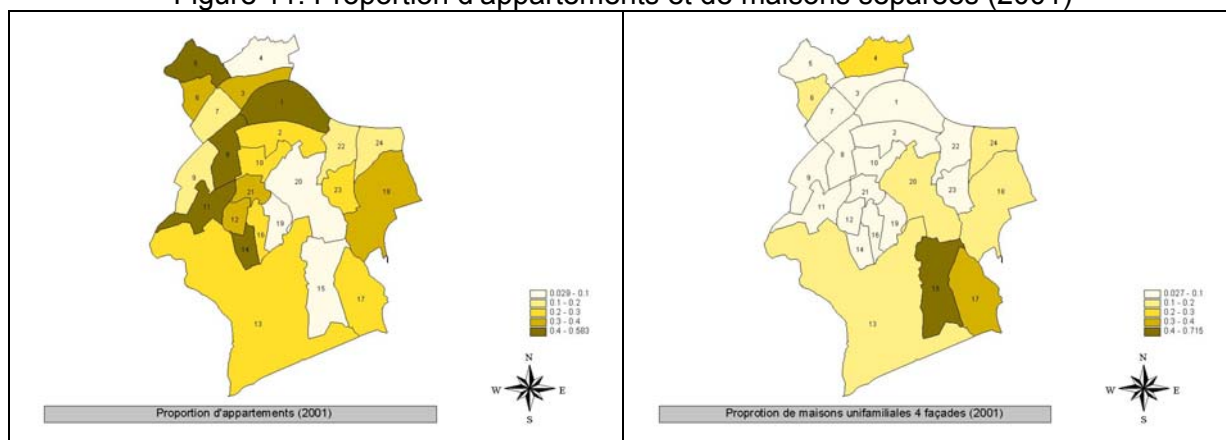 Figure 11: Proportion d'appartements et de maisons séparées (2001)
4
5
3
6
1
7
2
22
24
10
9
20
18
23
21
11
12
19
16
14
15
17
13
0.029 - 0.1
0.1 - 0.2
0.2 - 0.3
0.3 - 0.4
0.4 - 0.583
N
W E
S
Proportion d'appartements (2001)
4
5
3
6
1
7
2
22
24
8
10
9
20
18
23
21
11
12
19
16
14
15
17
13
0.027 - 0.1
0.1 - 0.2
0.2 - 0.3
0.3 - 0.4
0.4 - 0.715
N
W E
S
Proprotion de maisons unifamiliales 4 façades (2001)